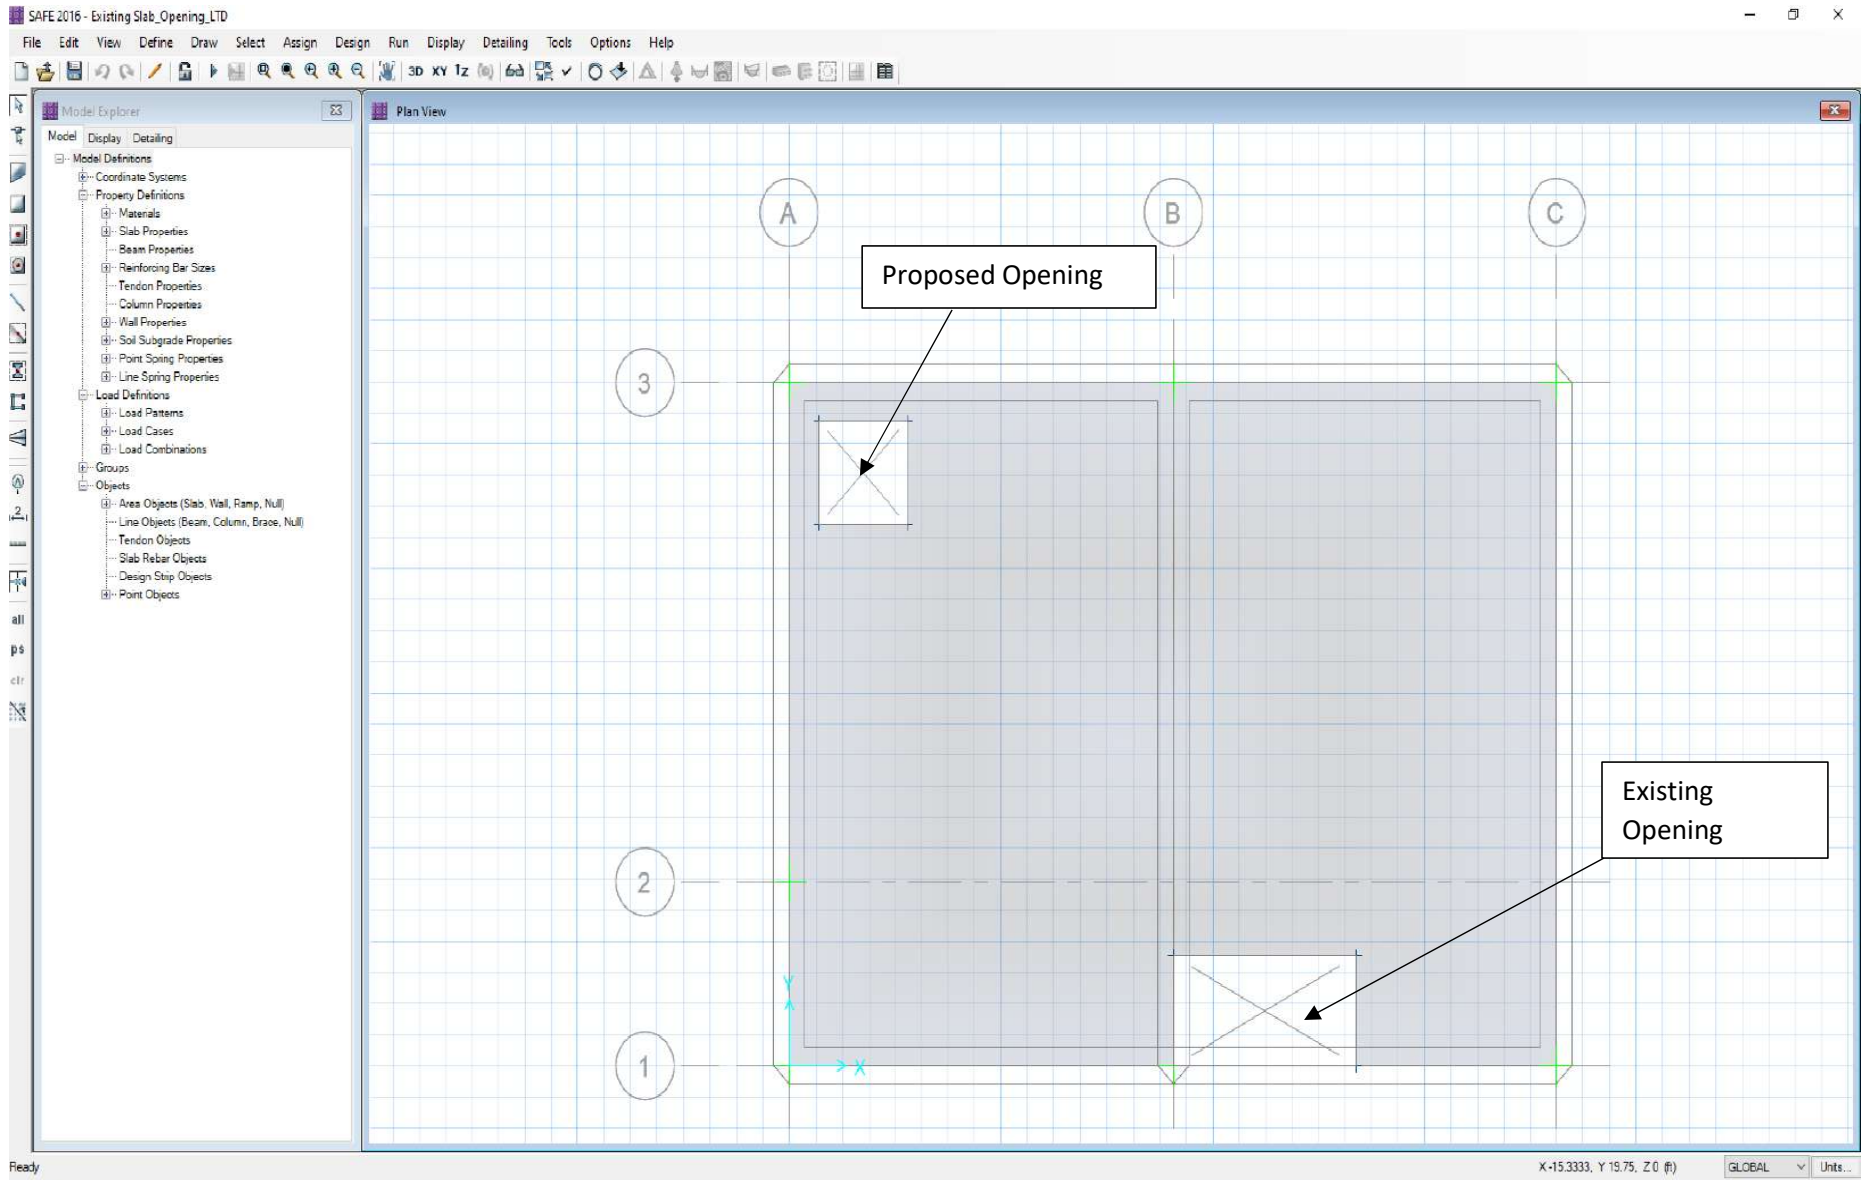 SAFE 2016 - Existing Slab_Opening_LTD
File Edit View Define Draw Select Assign Design Run Display Detailing Tools Options Help
3D XY
Model Explorer
Plan View
Model Display Detailing
Model Definitions
Coordinate Systems
Property Definitions
Materials
Slab Properties
Beam Properties
Reinforcing Bar Sizes
Tendon Properties
Column Properties
Wall Properties
Soil Subgrade Properties
Point Spring Properties
Line Spring Properties
Load Definitions
Load Patterns
Load Cases
Load Combinations
Groups
Objects
Area Objects (Slab, Wall, Ramp, Null)
Line Objects (Beam, Column, Brace, Null)
Tendon Objects
Slab Rebar Objects
Design Strip Objects
Point Objects
all
ps
clr
A B C
Proposed Opening
3
Existing
Opening
2
Y
1
X
Ready
X -15.3333, Y 19.75, Z 0 (ft)
GLOBAL
Units...